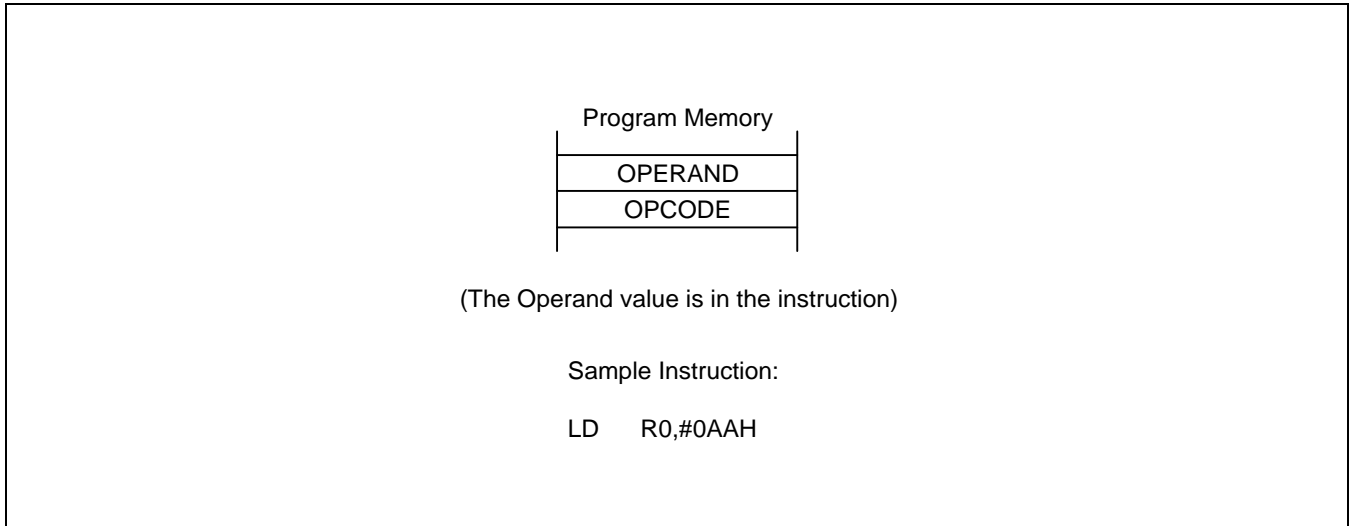 Program Memory
OPERAND
OPCODE
(The Operand value is in the instruction)
Sample Instruction:
LD R0,#0AAH